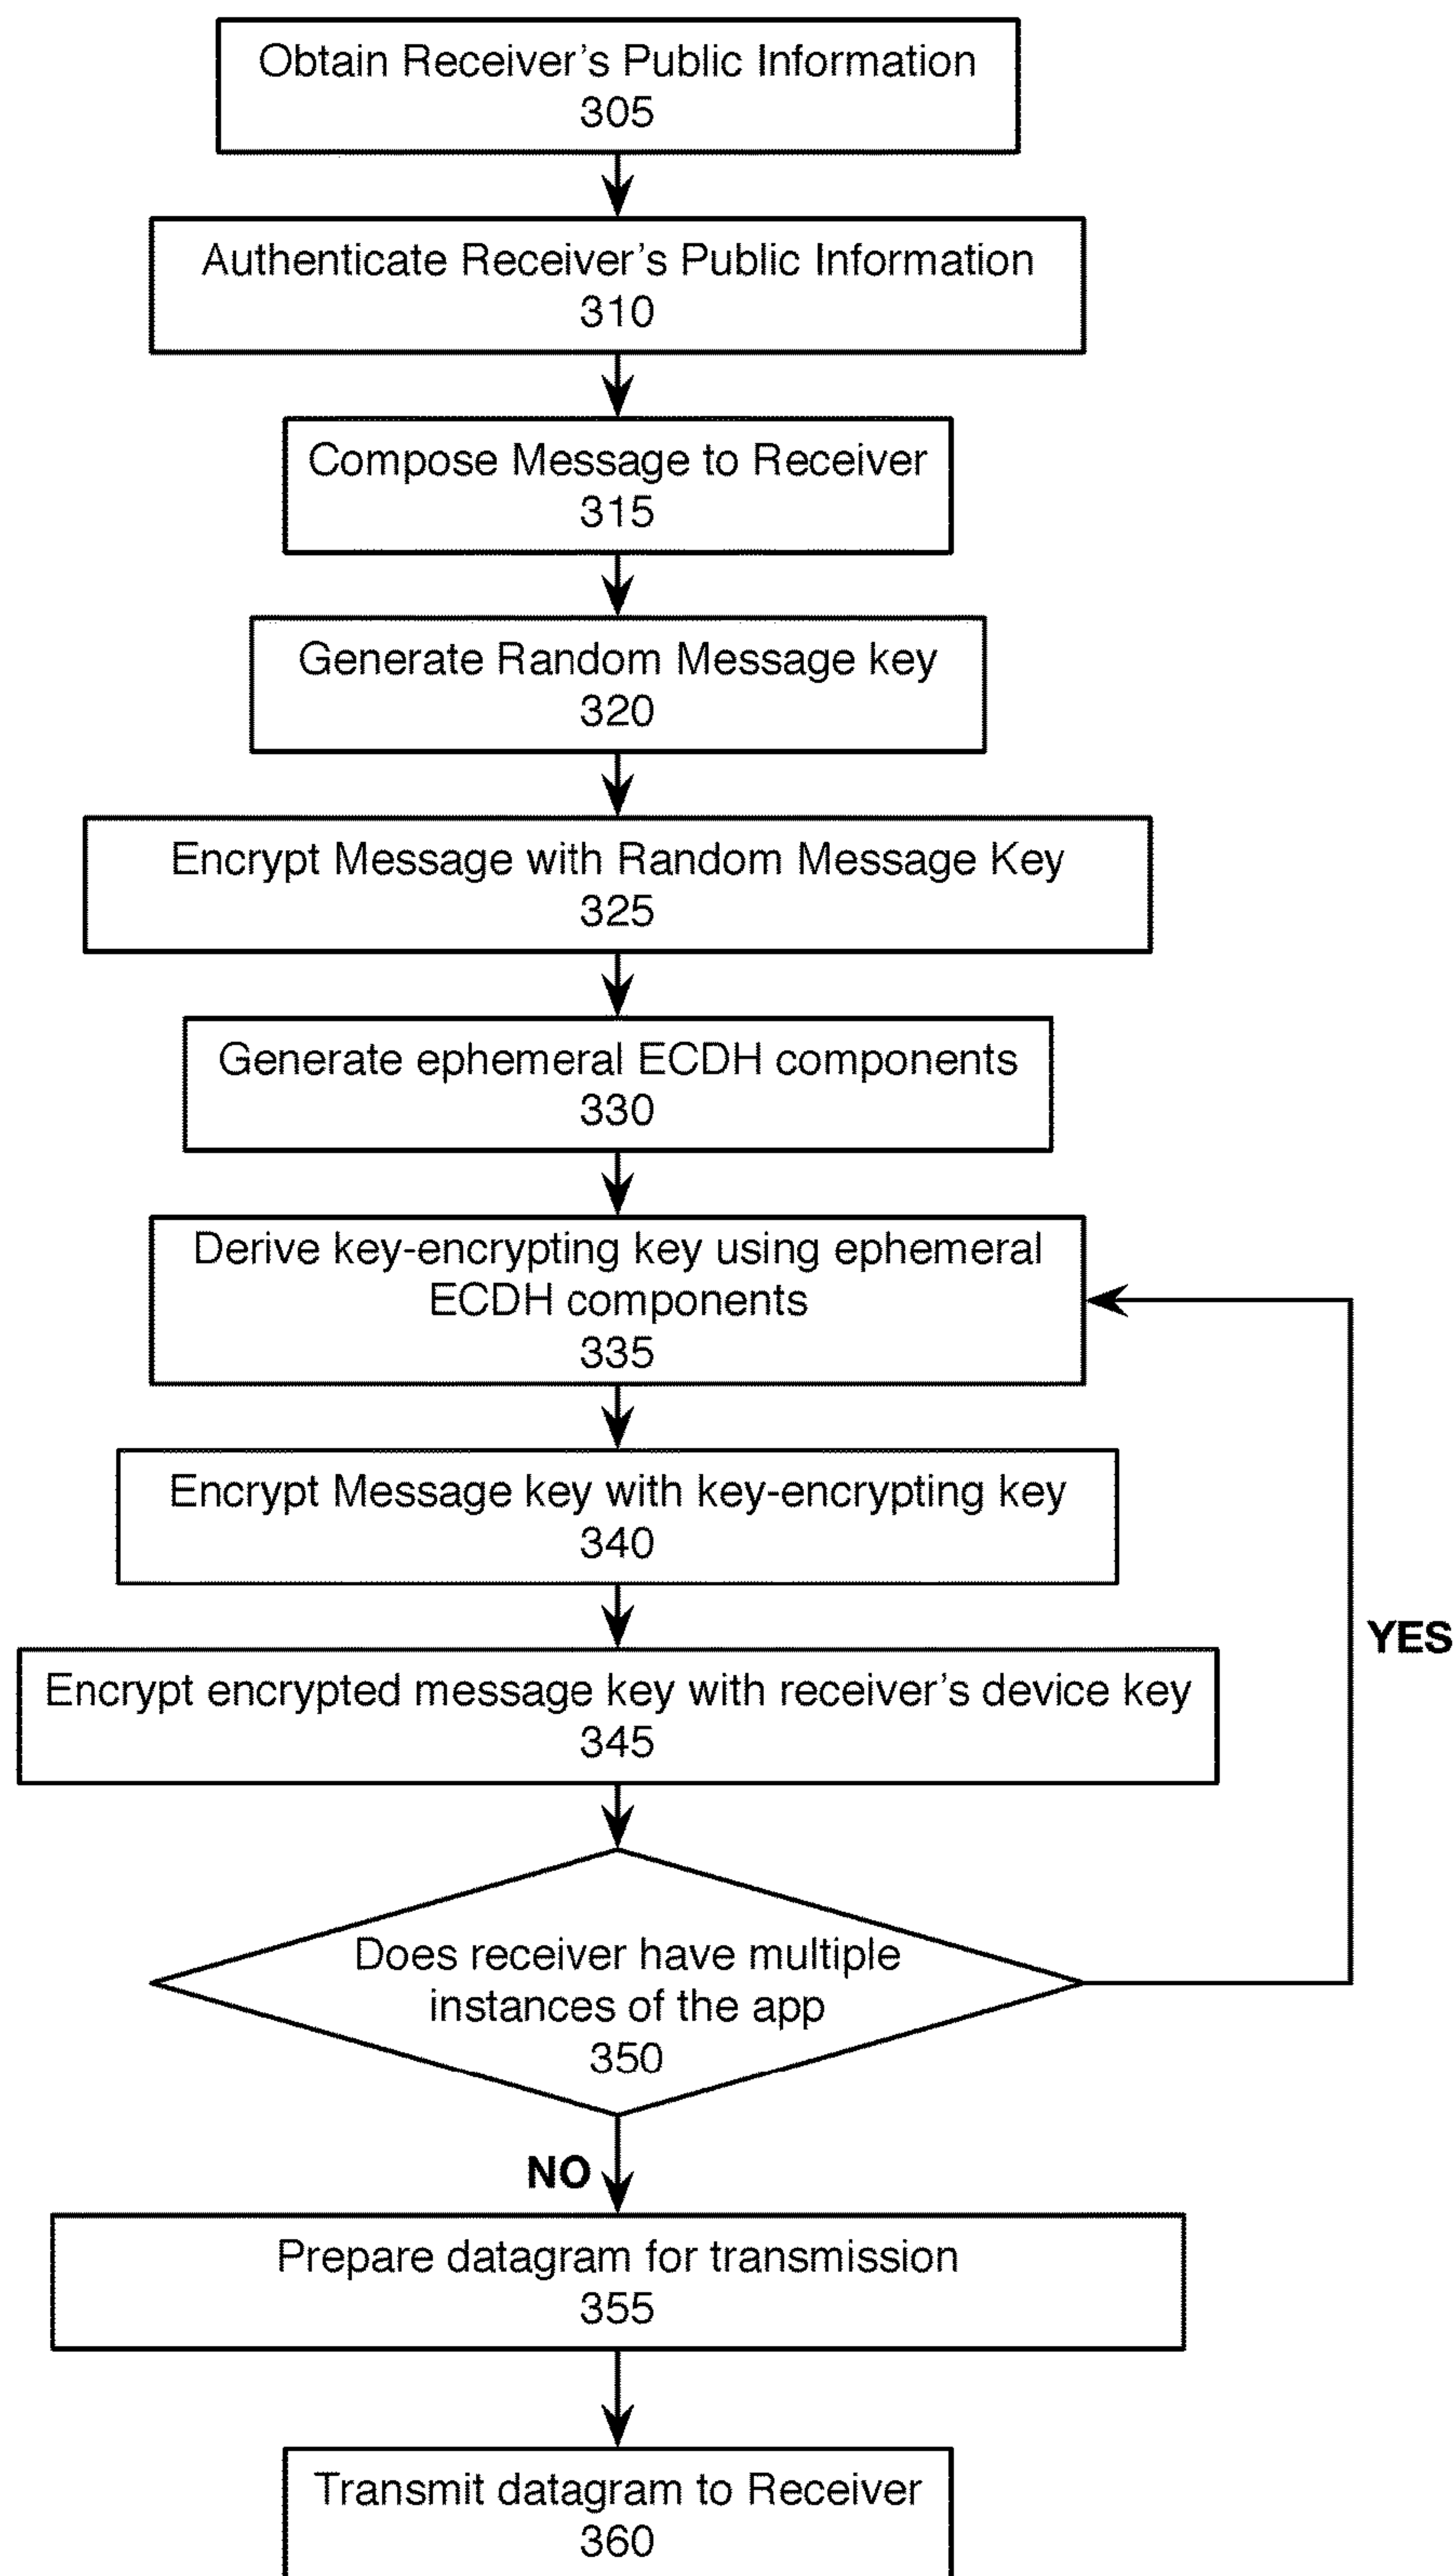 Obtain Receiver's Public Information
305
Authenticate Receiver's Public Information
310
Compose Message to Receiver
315
Generate Random Message key
320
Encrypt Message with Random Message Key
325
Generate ephemeral ECDH components
330
Derive key-encrypting key using ephemeral
ECDH components
335
Encrypt Message key with key-encrypting key
340
YES
Encrypt encrypted message key with receiver's device key
345
Does receiver have multiple
instances of the app
350
NO
Prepare datagram for transmission
355
Transmit datagram to Receiver
360